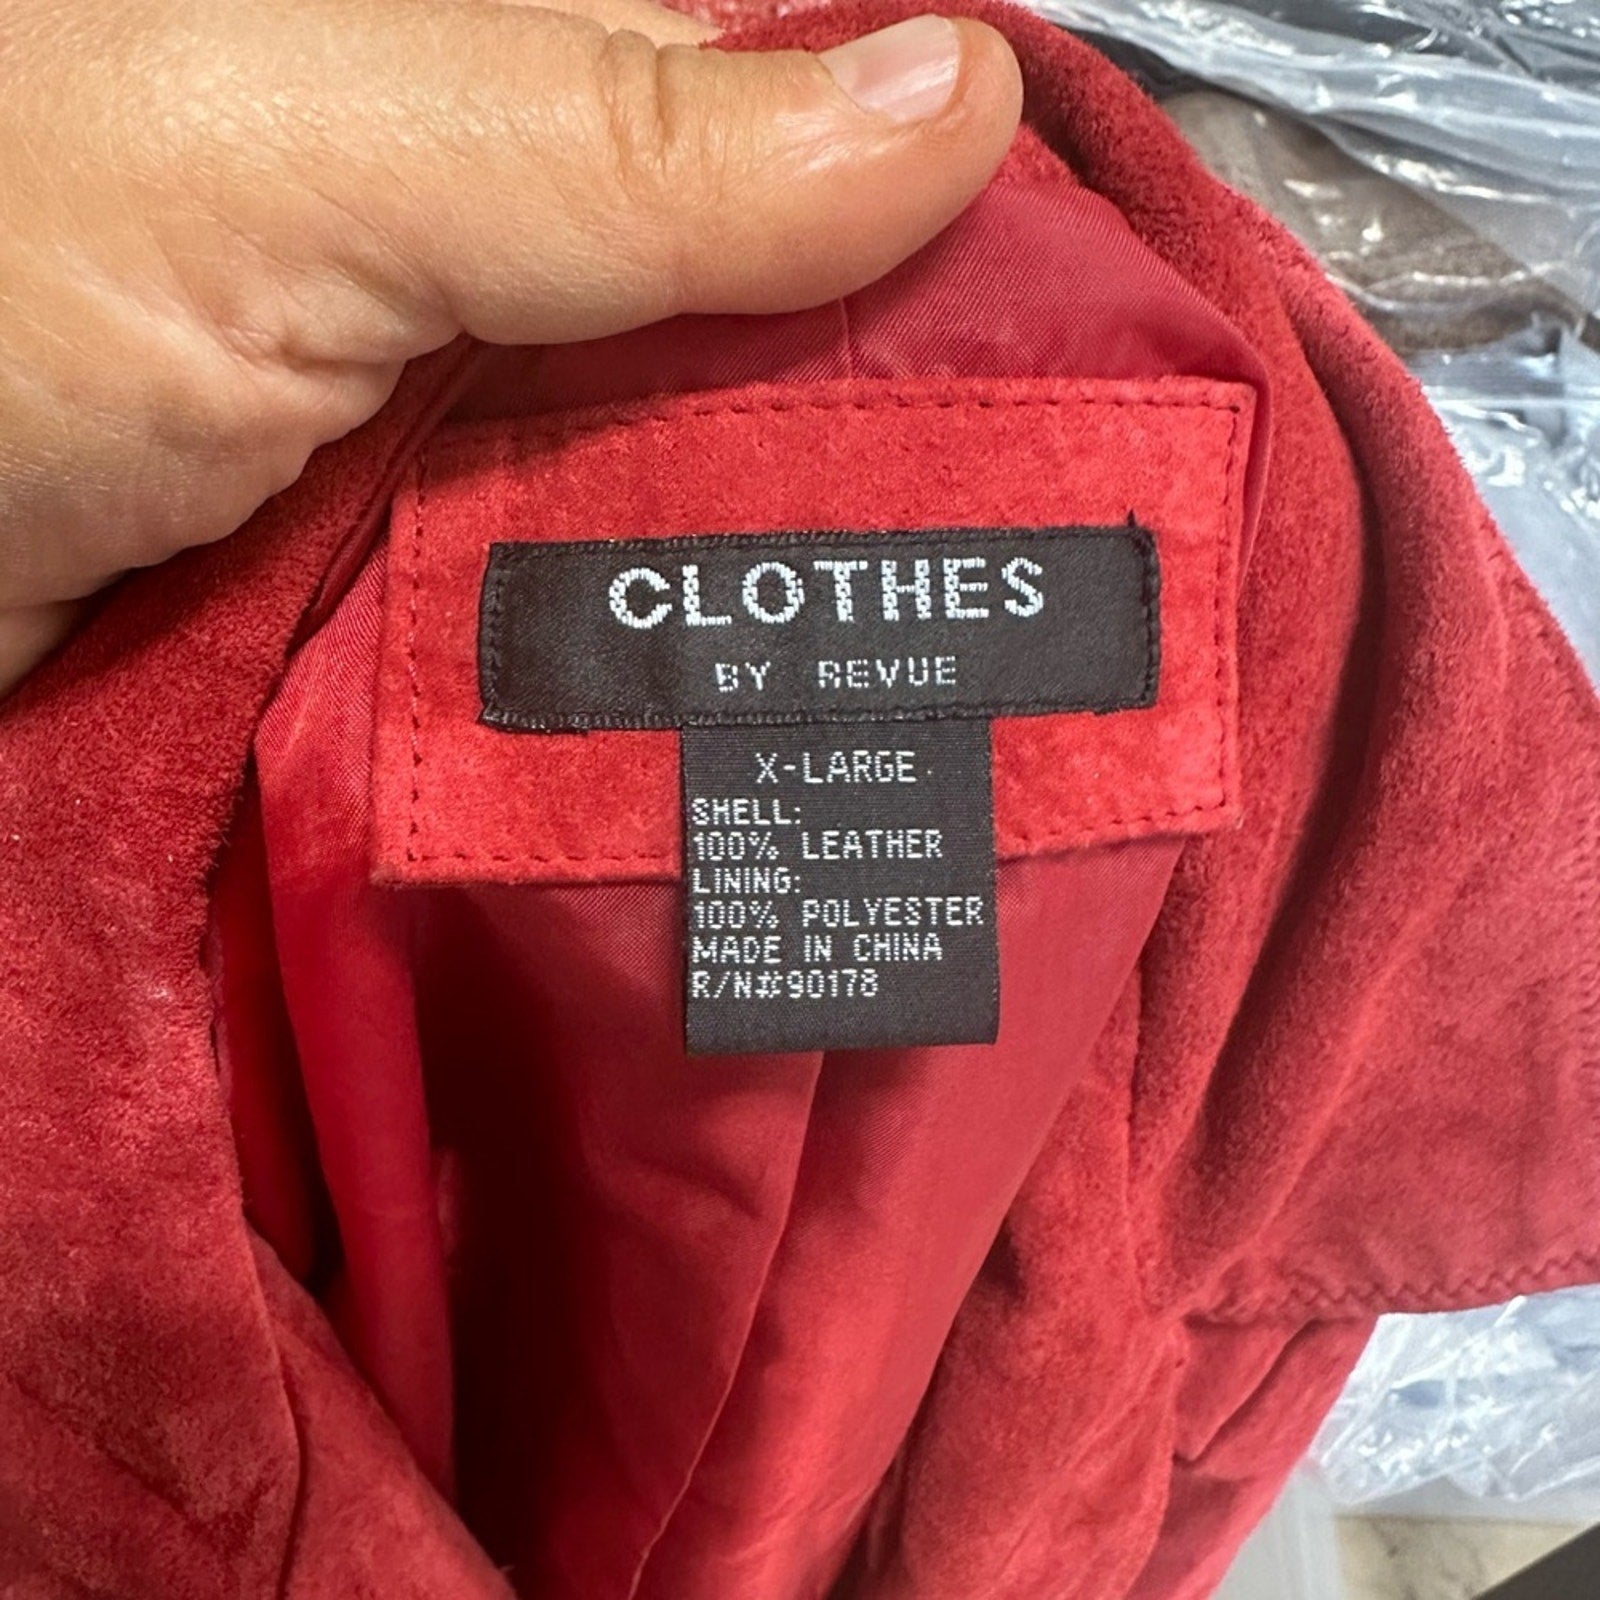 CLOTHES
BY REVUE
X-LARGE
SHELL:
100% LEATHER
LINING:
100% POLYESTER
MADE IN CHINA
R/N#90178